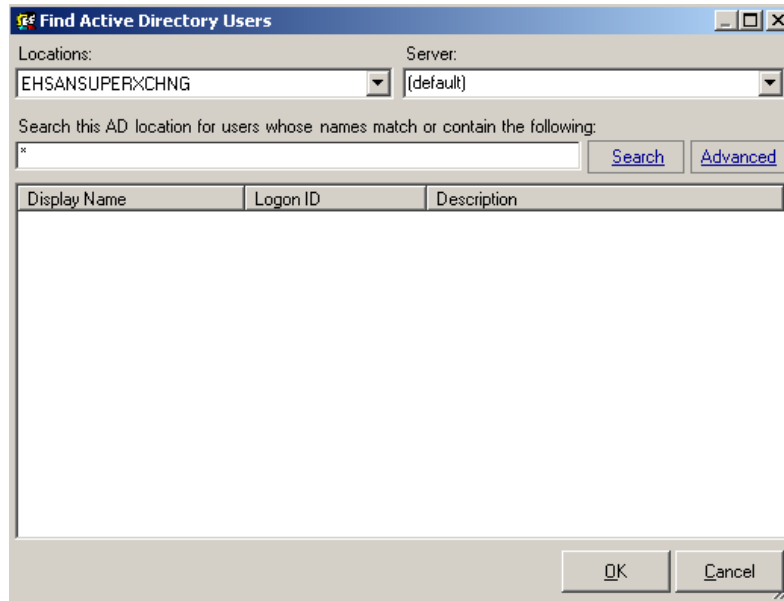 Find Active Directory Users
Locations: Server:
EHSANSUPERXCHNG (default)
Search this AD location for users whose names match or contain the following:
* Search Advanced
Display Name Logon ID Description
OK Cancel